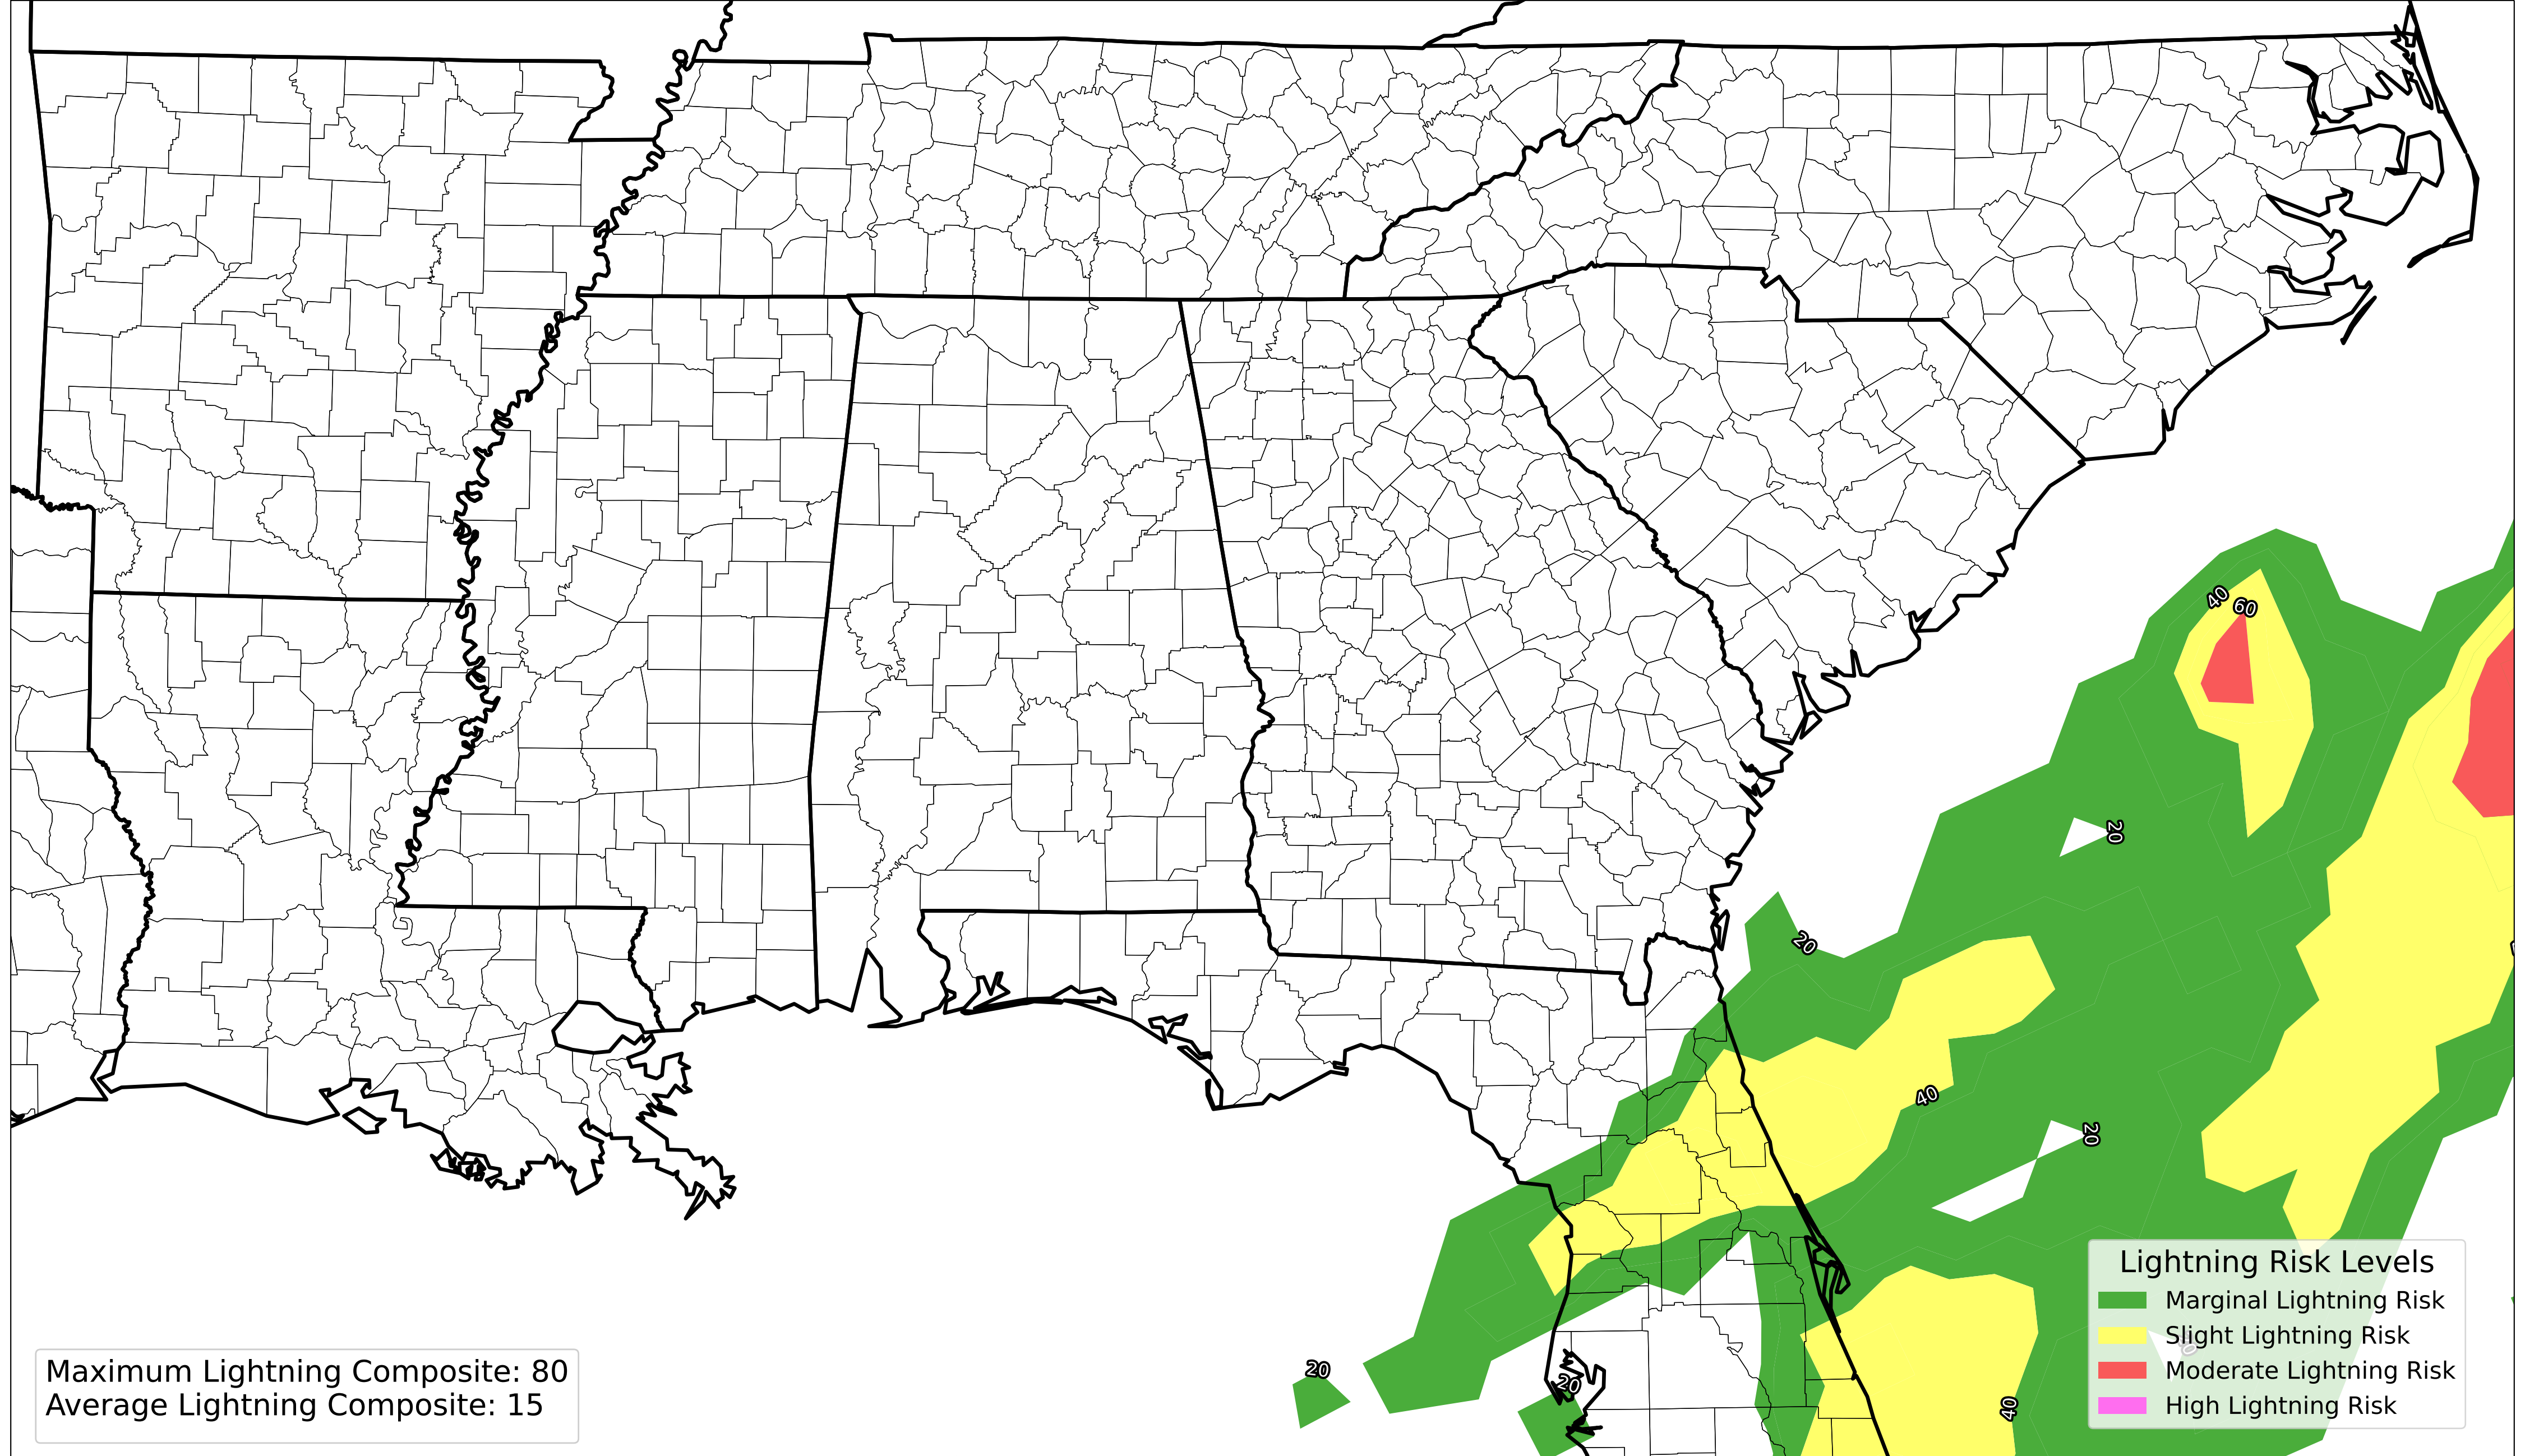 40
60
20
20
40
20
20
20
40
Lightning Risk Levels
Marginal Lightning Risk
Slight Lightning Risk
Moderate Lightning Risk
High Lightning Risk
Maximum Lightning Composite: 80
Average Lightning Composite: 15